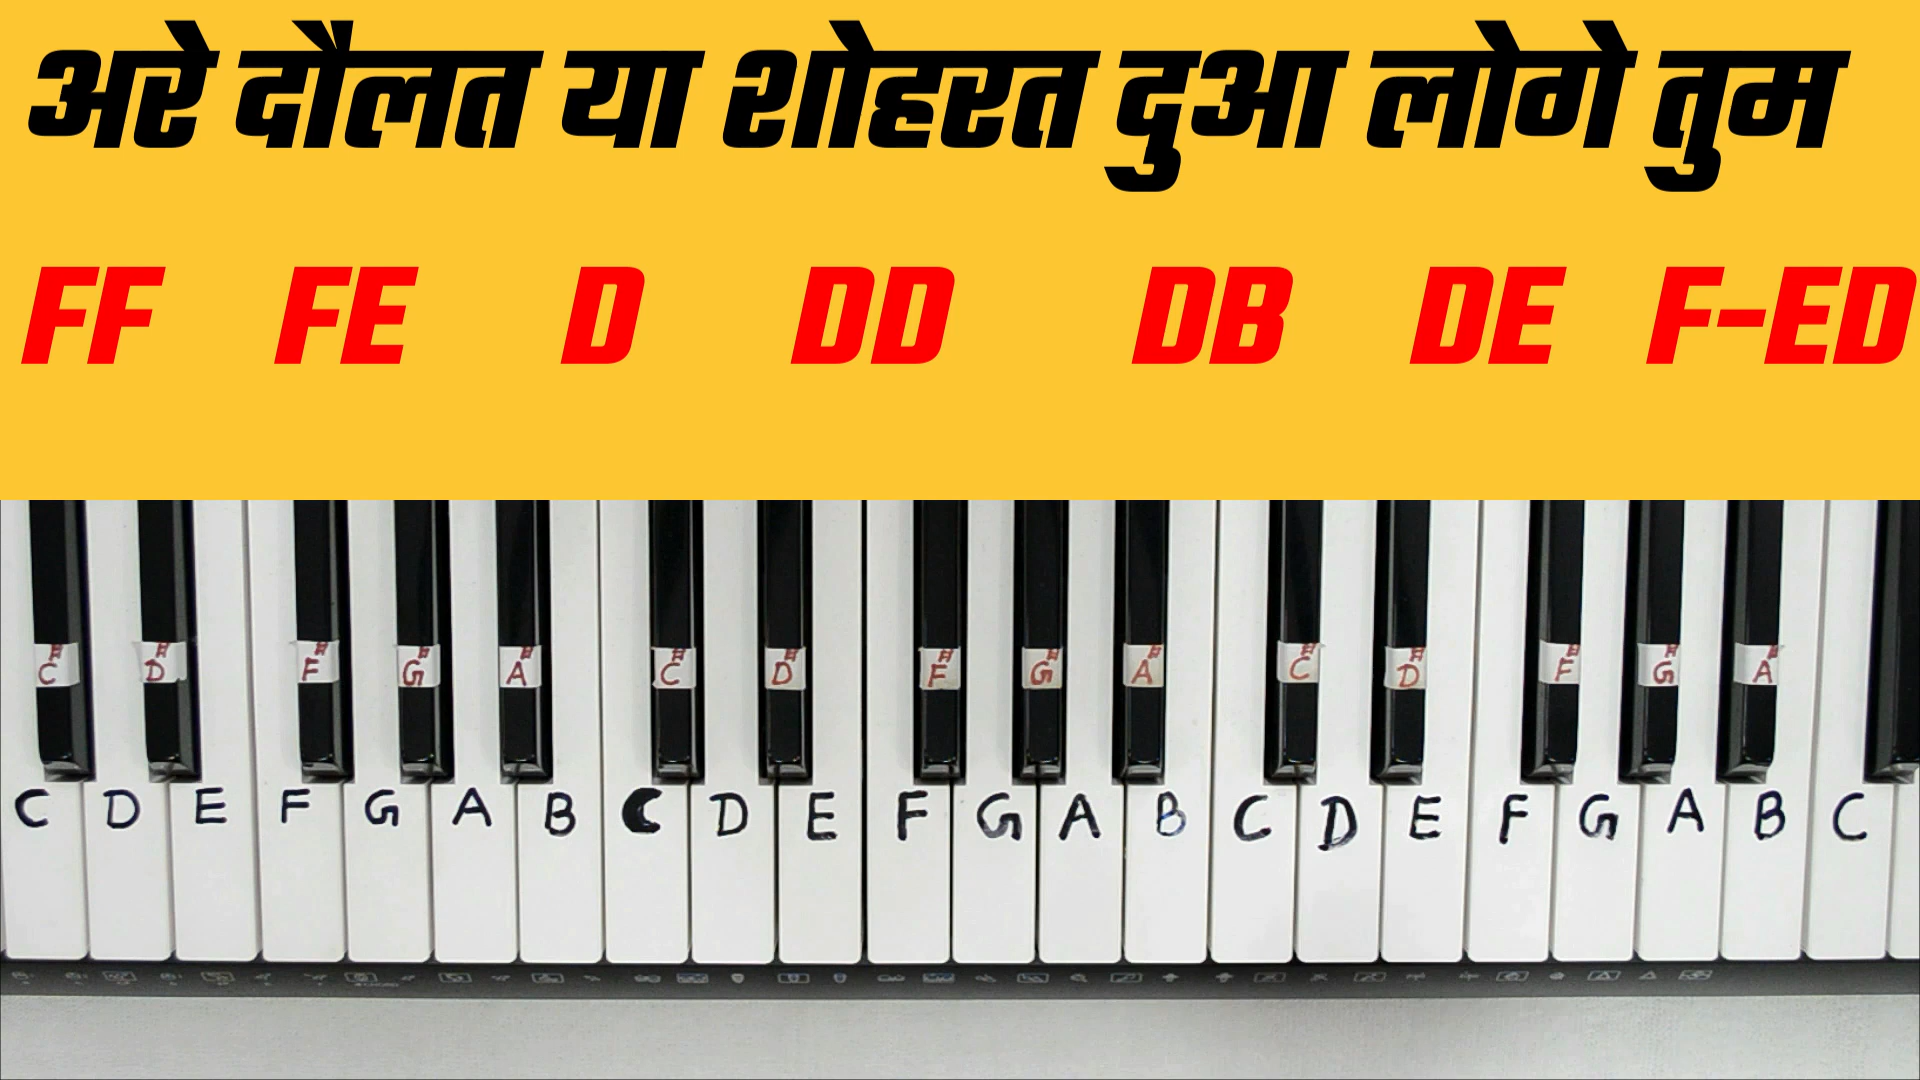 अरे दौलत या शोहरत दुआ लोगे तुम
FF FE D DD DB DE F-ED
C# D# F# G# A# C# D# F# G# A# C# D# F# G# A#
C D E F G A B C D E F G A B C D E F G A B C